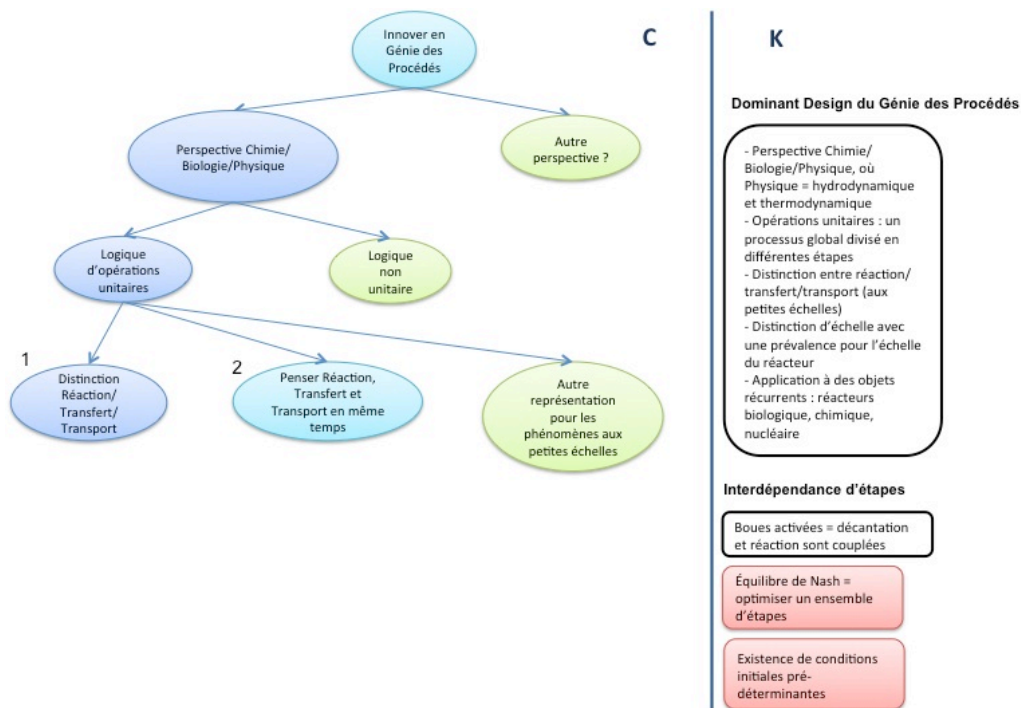 Innover en
Génie des
Procédés
C
K
Perspective Chimie/
Biologie/Physique
Autre
perspective ?
Logique
d'opérations
unitaires
Logique
non
unitaire
1
Distinction
Réaction/
Transfert/
Transport
2
Penser Réaction,
Transfert et
Transport en même
temps
Autre
représentation
pour les
phénomènes aux
petites échelles
Dominant Design du Génie des Procédés
- Perspective Chimie/
Biologie/Physique, où
Physique = hydrodynamique
et thermodynamique
- Opérations unitaires : un
processus global divisé en
différentes étapes
- Distinction entre réaction/
transfert/transport (aux
petites échelles)
- Distinction d'échelle avec
une prévalence pour l'échelle
du réacteur
- Application à des objets
récurrents : réacteurs
biologique, chimique,
nucléaire
Interdépendance d'étapes
Boues activées = décantation
et réaction sont couplées
Équilibre de Nash =
optimiser un ensemble
d'étapes
Existence de conditions
initiales pré-
déterminantes